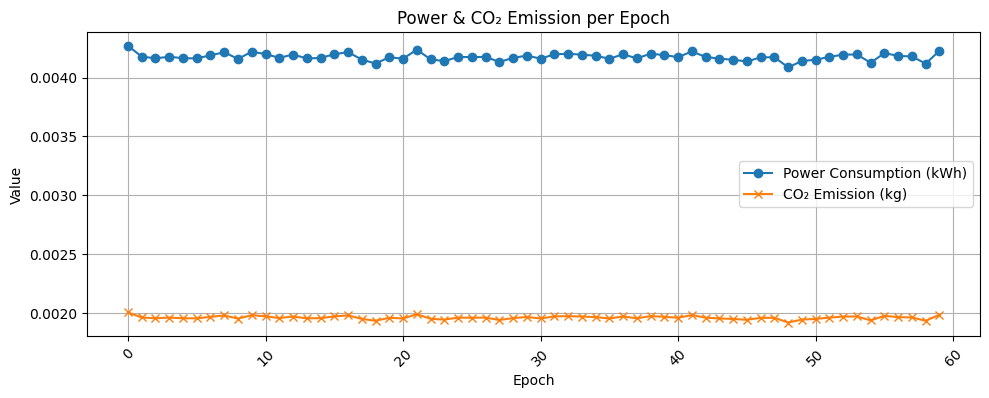 Power & CO₂ Emission per Epoch
Value
0.0040
0.0035
0.0030
0.0025
0.0020
Power Consumption (kWh)
CO₂ Emission (kg)
0
10
20
30
40
50
60
Epoch